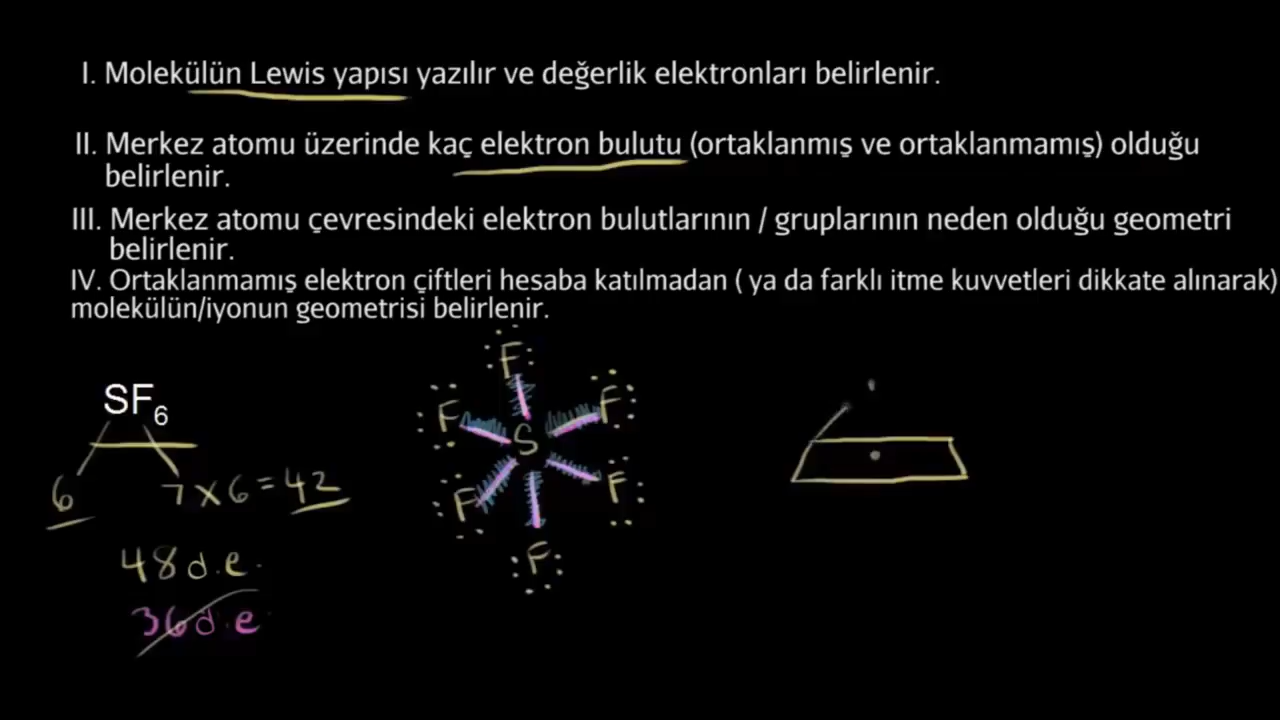 I. Molekülün Lewis yapısı yazılır ve değerlik elektronları belirlenir.
II. Merkez atomu üzerinde kaç elektron bulutu (ortaklanmış ve ortaklanmamış) olduğu
belirlenir.
III. Merkez atomu çevresindeki elektron bulutlarının / gruplarının neden olduğu geometri
belirlenir.
IV. Ortaklanmamış elektron çiftleri hesaba katılmadan ( ya da farklı itme kuvvetleri dikkate alınarak)
molekülün/iyonun geometrisi belirlenir.
SF6
6 7x6=42
48 d.e.
36 d.e
F
F F
S
F F
F